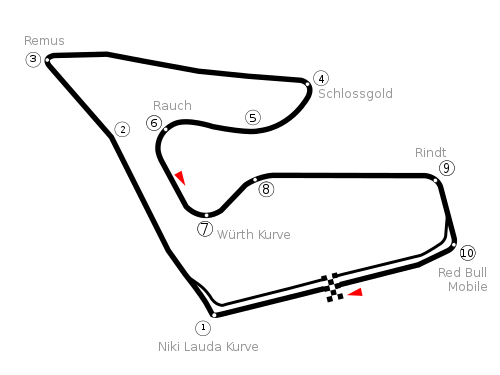 Remus
3
4
Schlossgold
Rauch
6
5
2
Rindt
9
8
7
Würth Kurve
10
Red Bull
Mobile
1
Niki Lauda Kurve